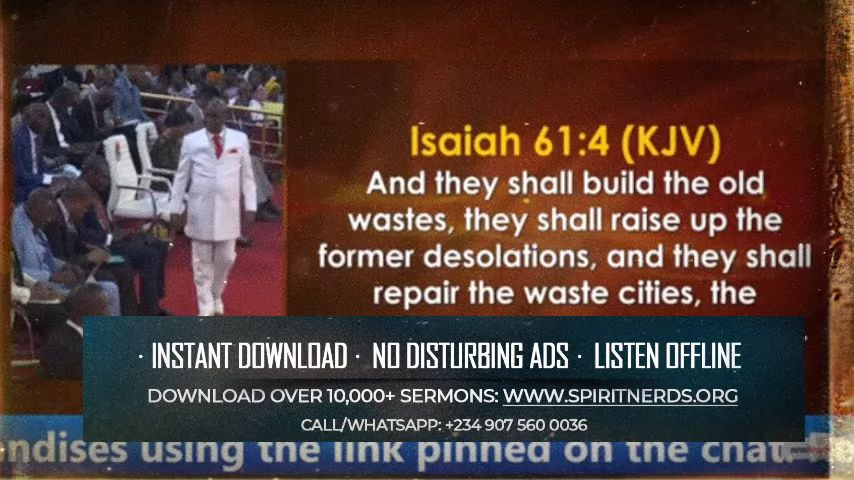 Isaiah 61:4 (KJV)
And they shall build the old
wastes, they shall raise up the
former desolations, and they shall
repair the waste cities, the
· INSTANT DOWNLOAD · NO DISTURBING ADS · LISTEN OFFLINE
DOWNLOAD OVER 10,000+ SERMONS: WWW.SPIRITNERDS.ORG
CALL/WHATSAPP: +234 907 560 0036
ndises using the link pinned on the chat.